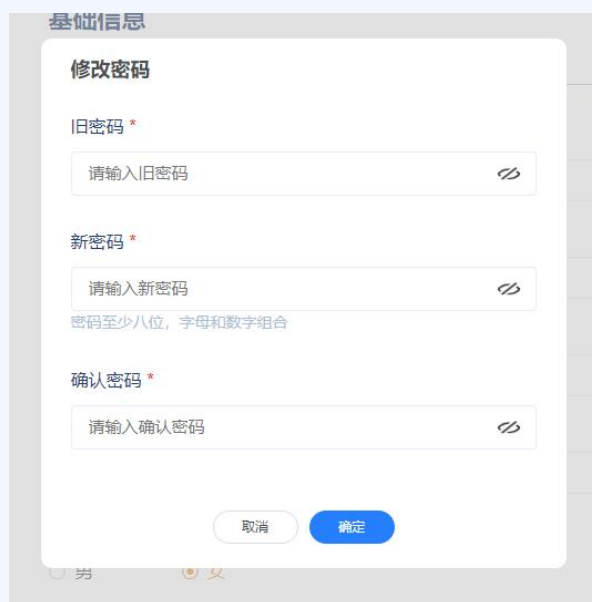 基础信息
修改密码
旧密码 *
请输入旧密码
新密码 *
请输入新密码
密码至少八位，字母和数字组合
确认密码 *
请输入确认密码
取消 确定
男 女